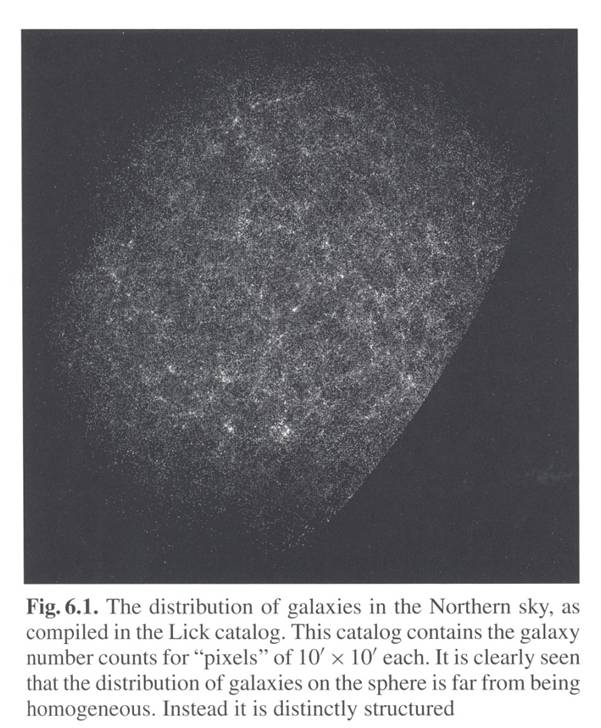 Fig. 6.1. The distribution of galaxies in the Northern sky, as
compiled in the Lick catalog. This catalog contains the galaxy
number counts for “pixels” of 10′ × 10′ each. It is clearly seen
that the distribution of galaxies on the sphere is far from being
homogeneous. Instead it is distinctly structured